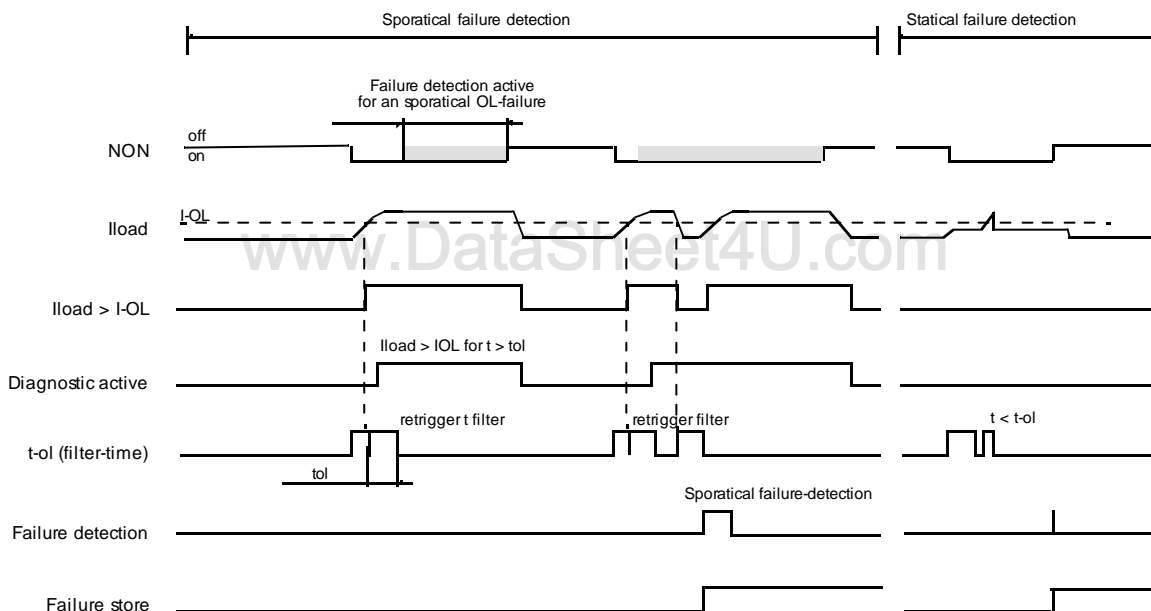 Sporatical failure detection
Statical failure detection
Failure detection active
for an sporatical OL-failure
NON
off
on
I-OL
Iload
www.DataSheet4U.com
Iload > I-OL
Iload > IOL for t > tol
Diagnostic active
retrigger t filter
retrigger filter
t < t-ol
t-ol (filter-time)
tol
Sporatical failure-detection
Failure detection
Failure store